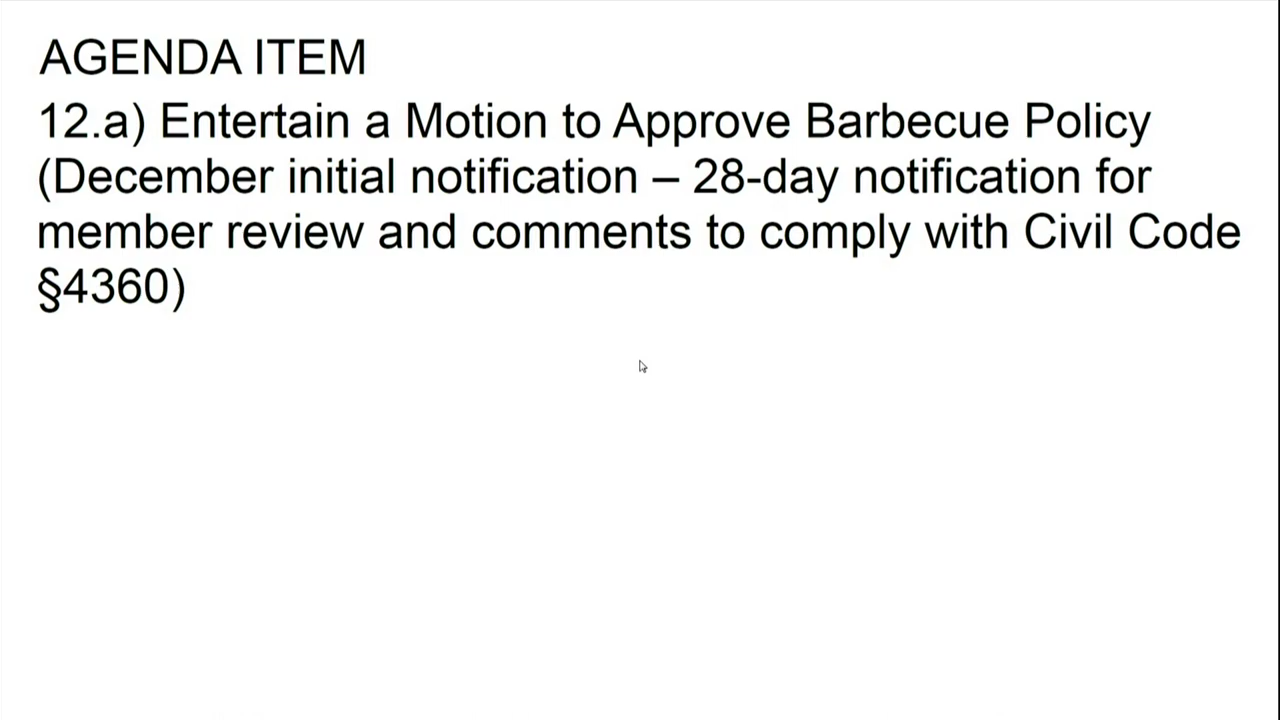 AGENDA ITEM
12.a) Entertain a Motion to Approve Barbecue Policy
(December initial notification – 28-day notification for
member review and comments to comply with Civil Code
§4360)